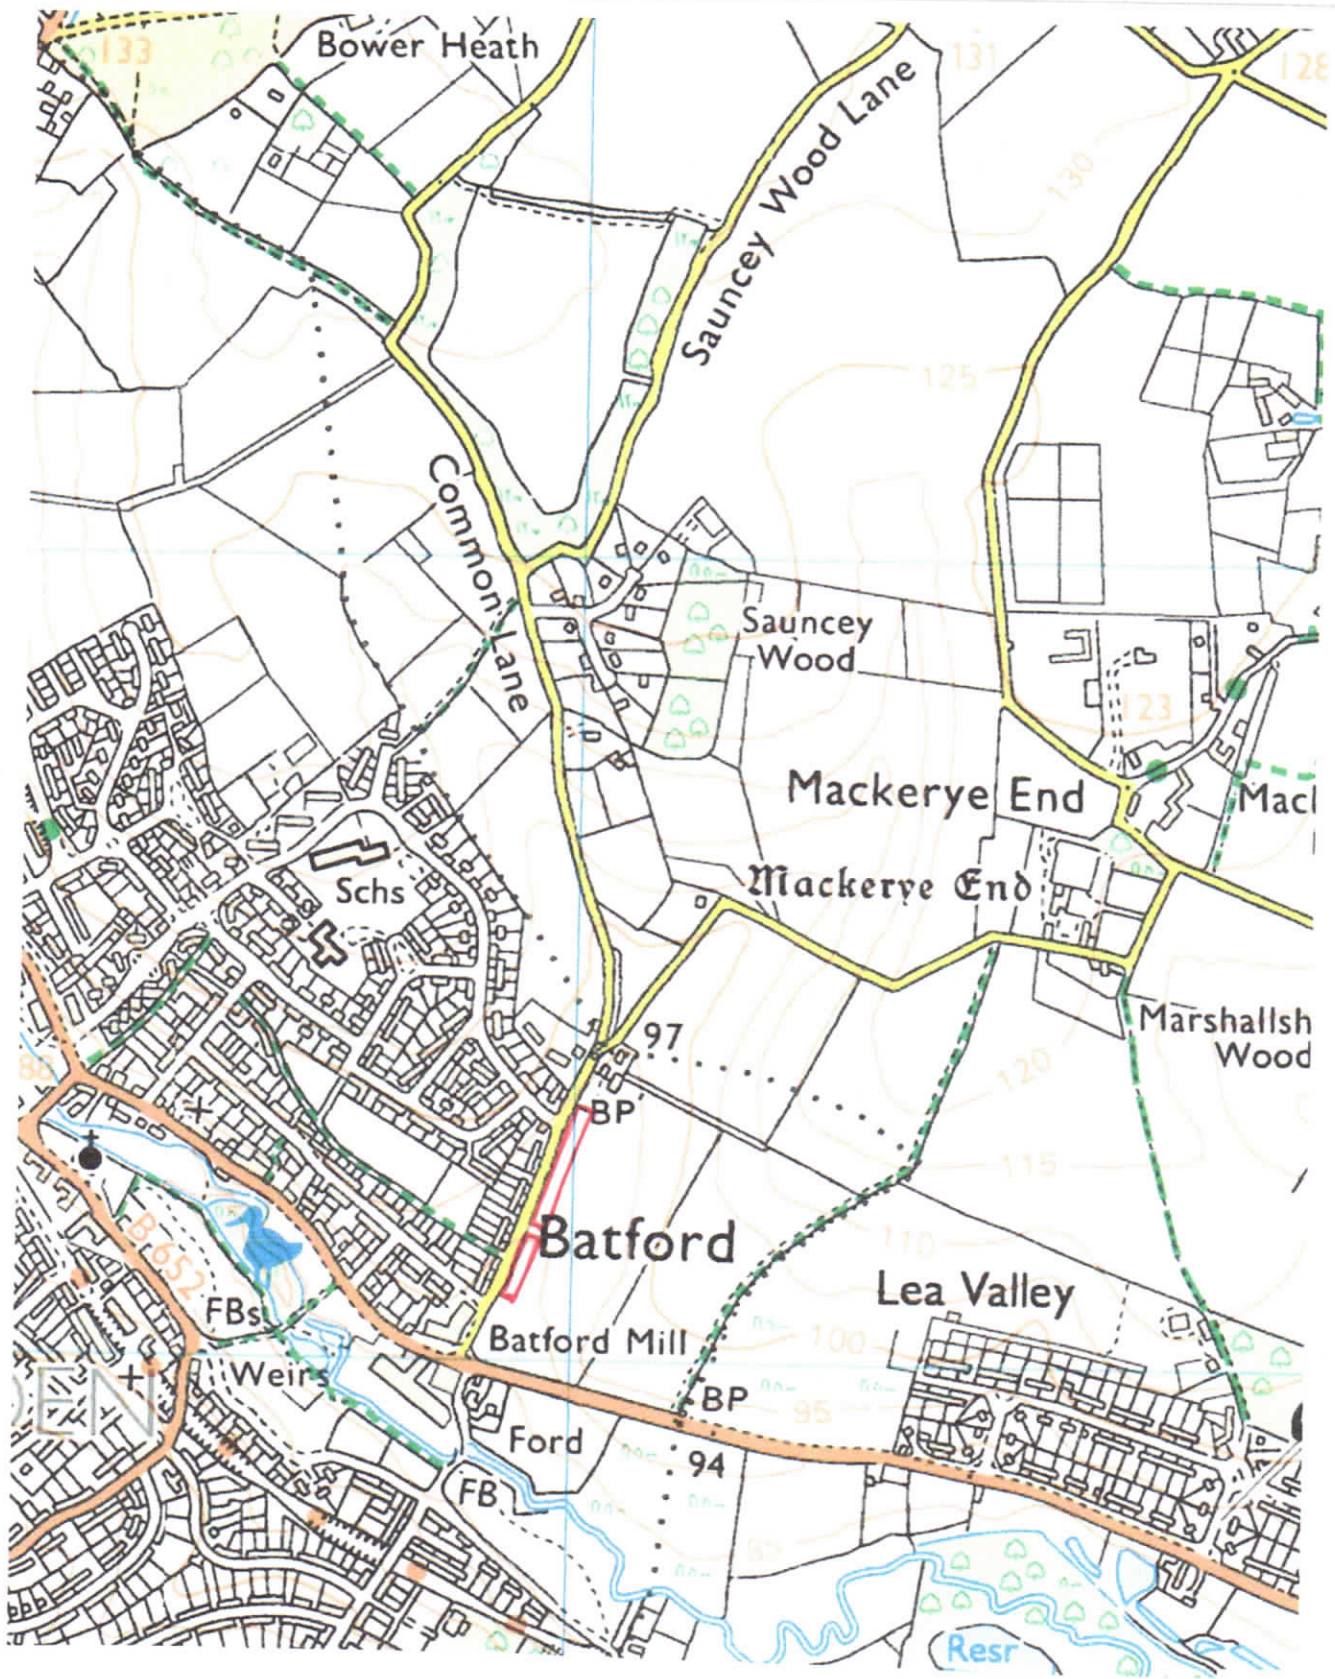 133
Bower Heath
131
128
Sauncey Wood Lane
130
125
Common Lane
Sauncey
Wood
123
Mackerye End
Macl
Mackerye End
Schs
97
Marshallsh
Wood
88
120
BP
115
Batford
110
B 652
Lea Valley
FBs
100
Batford Mill
Weirs
DEN
BP
95
Ford
94
FB
Resr